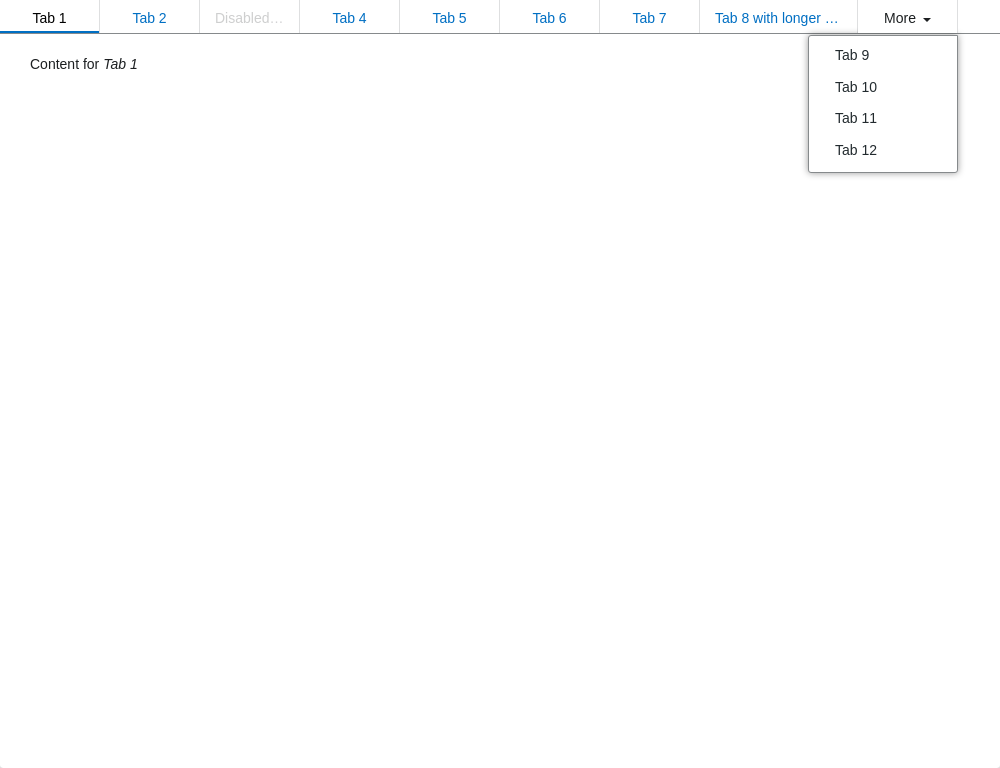 Tab 1 Tab 2 Disabled… Tab 4 Tab 5 Tab 6 Tab 7 Tab 8 with longer … More
Content for Tab 1
Tab 9
Tab 10
Tab 11
Tab 12